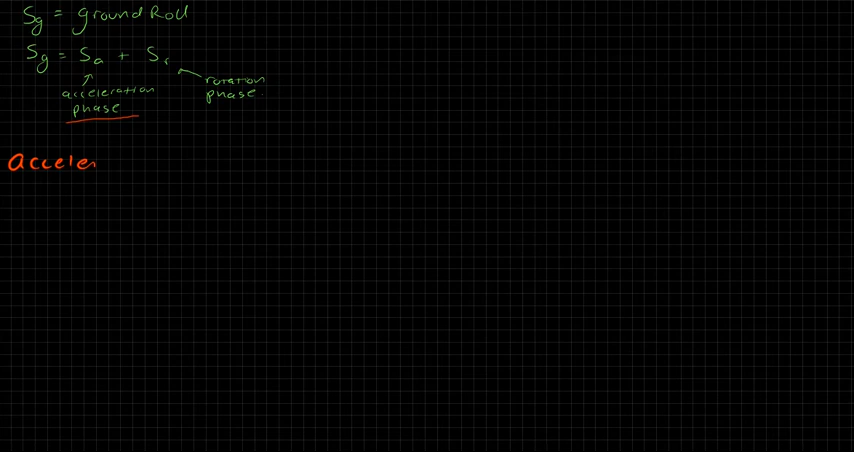 Sg = ground Roll
Sg = Sa + Sr
acceleration
phase
rotation
phase
acceler